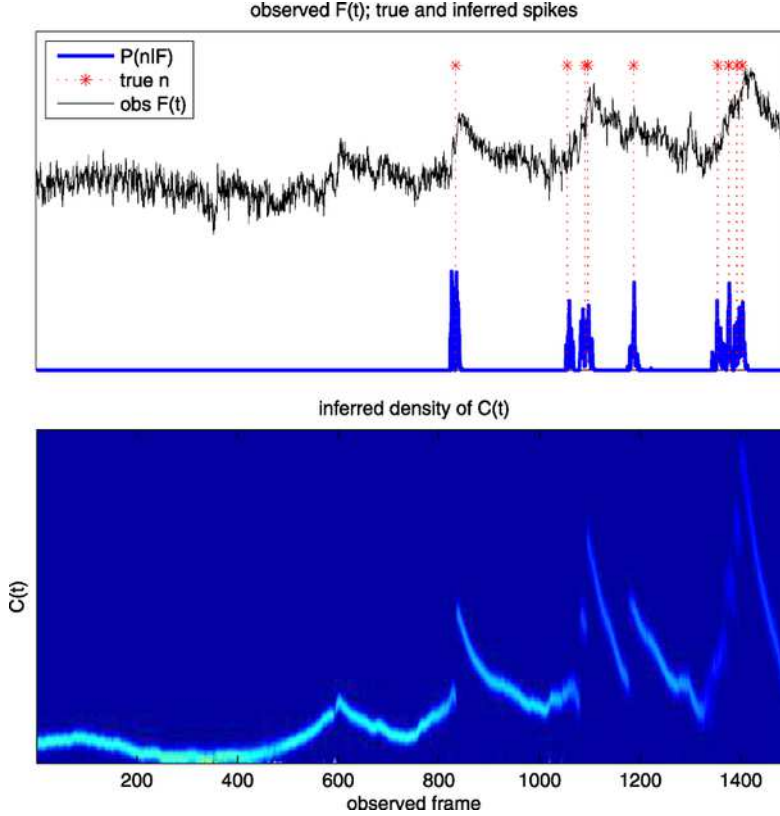 observed F(t); true and inferred spikes
P(n|F)
true n
obs F(t)
inferred density of C(t)
C(t)
200 400 600 800 1000 1200 1400
observed frame